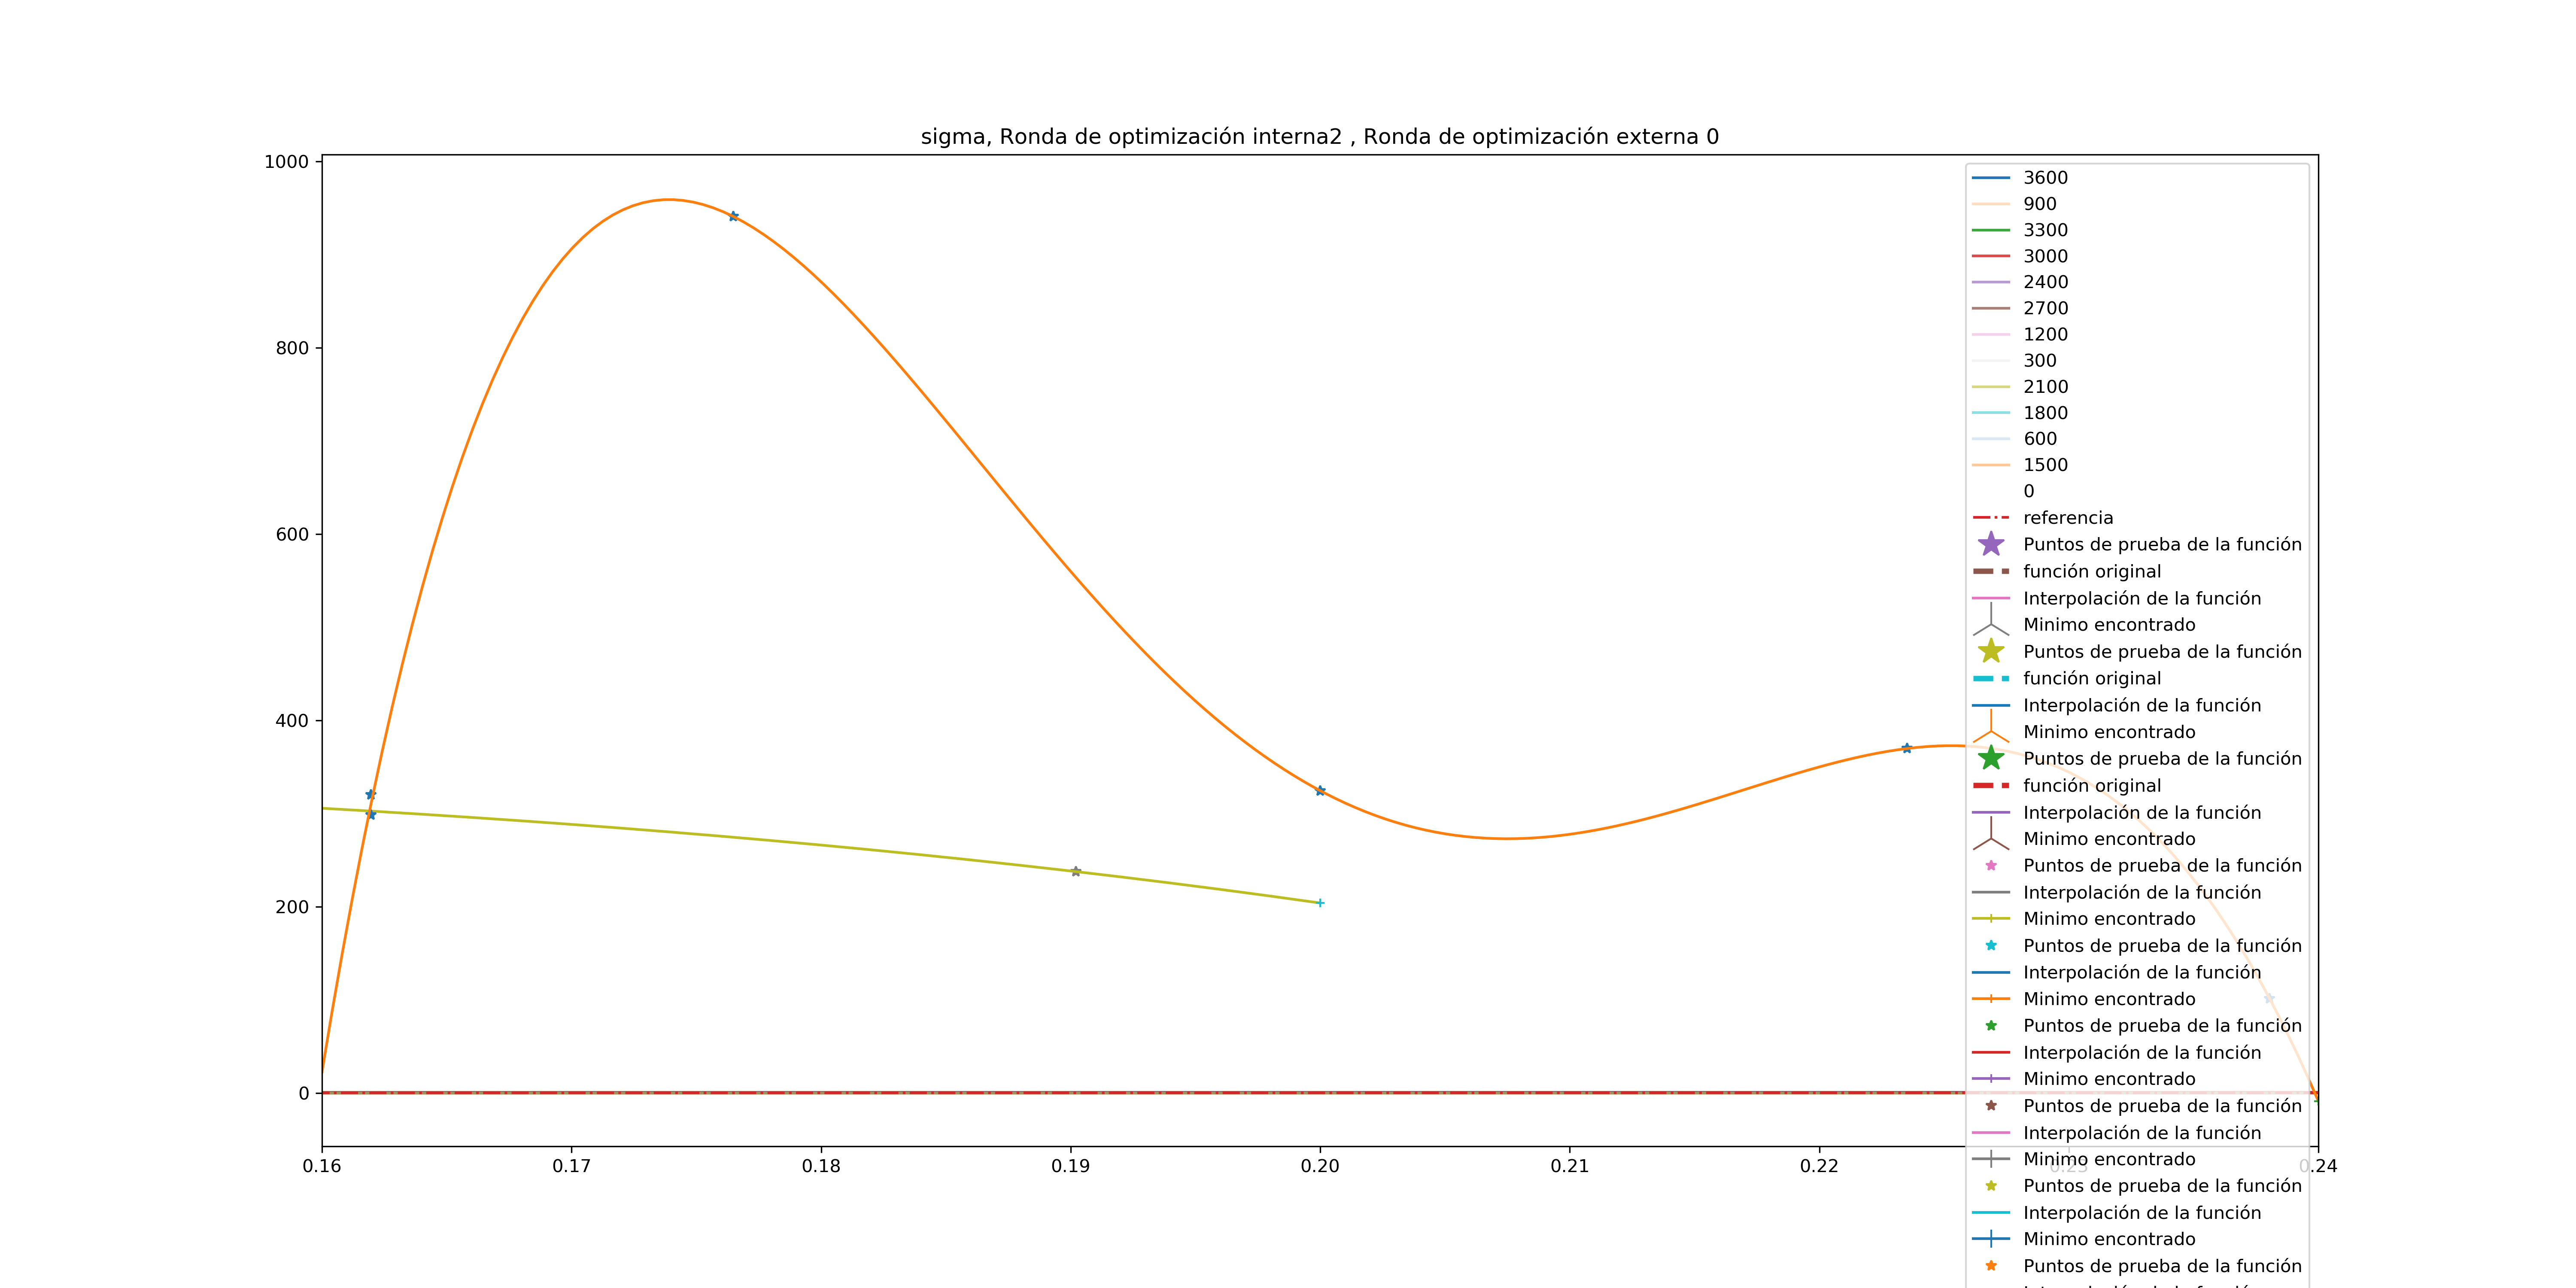 sigma, Ronda de optimización interna2 , Ronda de optimización externa 0
1000
800
600
400
200
0
0.16
0.17
0.18
0.19
0.20
0.21
0.22
0.23
0.24
3600
900
3300
3000
2400
2700
1200
300
2100
1800
600
1500
0
referencia
Puntos de prueba de la función
función original
Interpolación de la función
Minimo encontrado
Puntos de prueba de la función
función original
Interpolación de la función
Minimo encontrado
Puntos de prueba de la función
función original
Interpolación de la función
Minimo encontrado
Puntos de prueba de la función
Interpolación de la función
Minimo encontrado
Puntos de prueba de la función
Interpolación de la función
Minimo encontrado
Puntos de prueba de la función
Interpolación de la función
Minimo encontrado
Puntos de prueba de la función
Interpolación de la función
Minimo encontrado
Puntos de prueba de la función
Interpolación de la función
Minimo encontrado
Puntos de prueba de la función